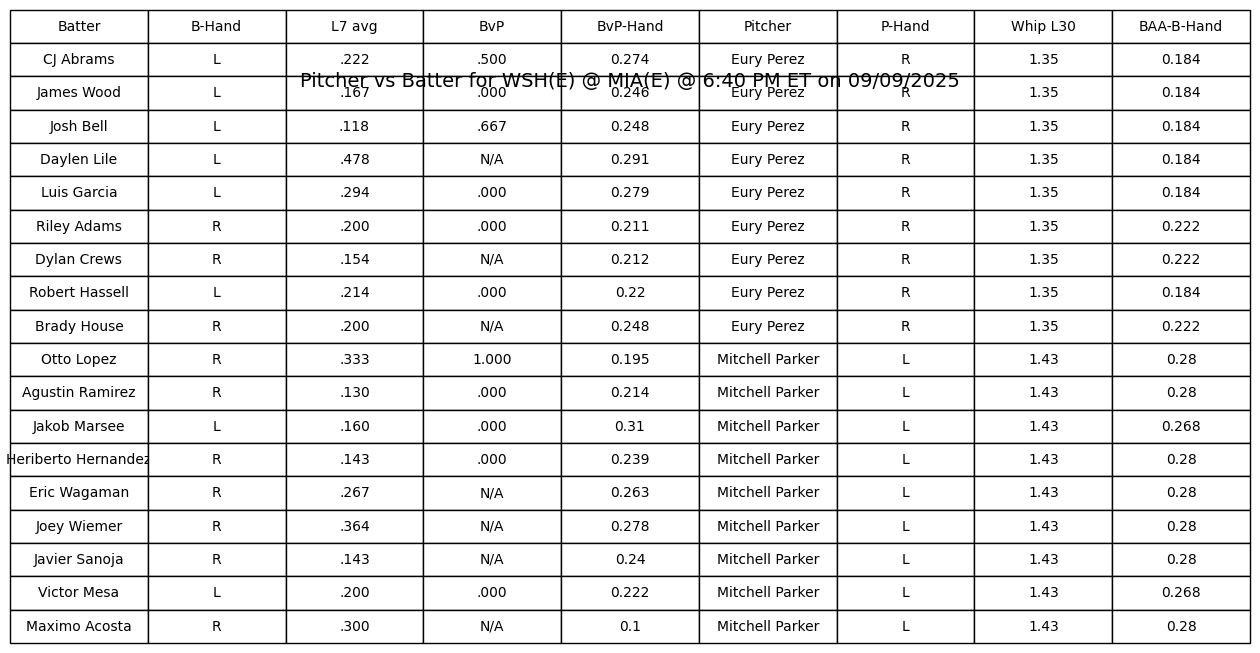 Batter B-Hand L7 avg BvP BvP-Hand Pitcher P-Hand Whip L30 BAA-B-Hand
CJ Abrams L .222 .500 0.274 Eury Perez R 1.35 0.184
Pitcher vs Batter for WSH(E) @ MIA(E) @ 6:40 PM ET on 09/09/2025
James Wood L .167 .000 0.246 Eury Perez R 1.35 0.184
Josh Bell L .118 .667 0.248 Eury Perez R 1.35 0.184
Daylen Lile L .478 N/A 0.291 Eury Perez R 1.35 0.184
Luis Garcia L .294 .000 0.279 Eury Perez R 1.35 0.184
Riley Adams R .200 .000 0.211 Eury Perez R 1.35 0.222
Dylan Crews R .154 N/A 0.212 Eury Perez R 1.35 0.222
Robert Hassell L .214 .000 0.22 Eury Perez R 1.35 0.184
Brady House R .200 N/A 0.248 Eury Perez R 1.35 0.222
Otto Lopez R .333 1.000 0.195 Mitchell Parker L 1.43 0.28
Agustin Ramirez R .130 .000 0.214 Mitchell Parker L 1.43 0.28
Jakob Marsee L .160 .000 0.31 Mitchell Parker L 1.43 0.268
Heriberto Hernandez R .143 .000 0.239 Mitchell Parker L 1.43 0.28
Eric Wagaman R .267 N/A 0.263 Mitchell Parker L 1.43 0.28
Joey Wiemer R .364 N/A 0.278 Mitchell Parker L 1.43 0.28
Javier Sanoja R .143 N/A 0.24 Mitchell Parker L 1.43 0.28
Victor Mesa L .200 .000 0.222 Mitchell Parker L 1.43 0.268
Maximo Acosta R .300 N/A 0.1 Mitchell Parker L 1.43 0.28